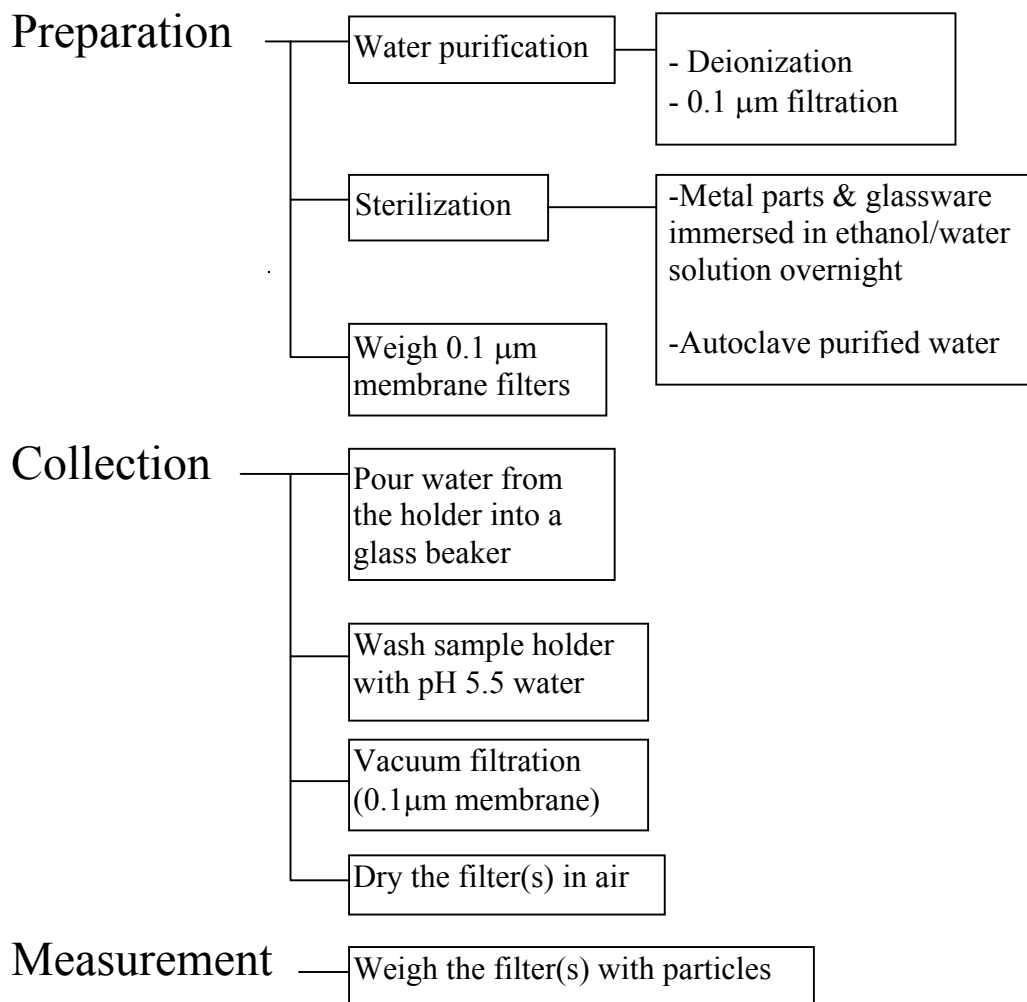 Preparation
Water purification
- Deionization
- 0.1 μm filtration
Sterilization
-Metal parts & glassware
immersed in ethanol/water
solution overnight
-Autoclave purified water
Weigh 0.1 μm
membrane filters
Collection
Pour water from
the holder into a
glass beaker
Wash sample holder
with pH 5.5 water
Vacuum filtration
(0.1μm membrane)
Dry the filter(s) in air
Measurement
Weigh the filter(s) with particles